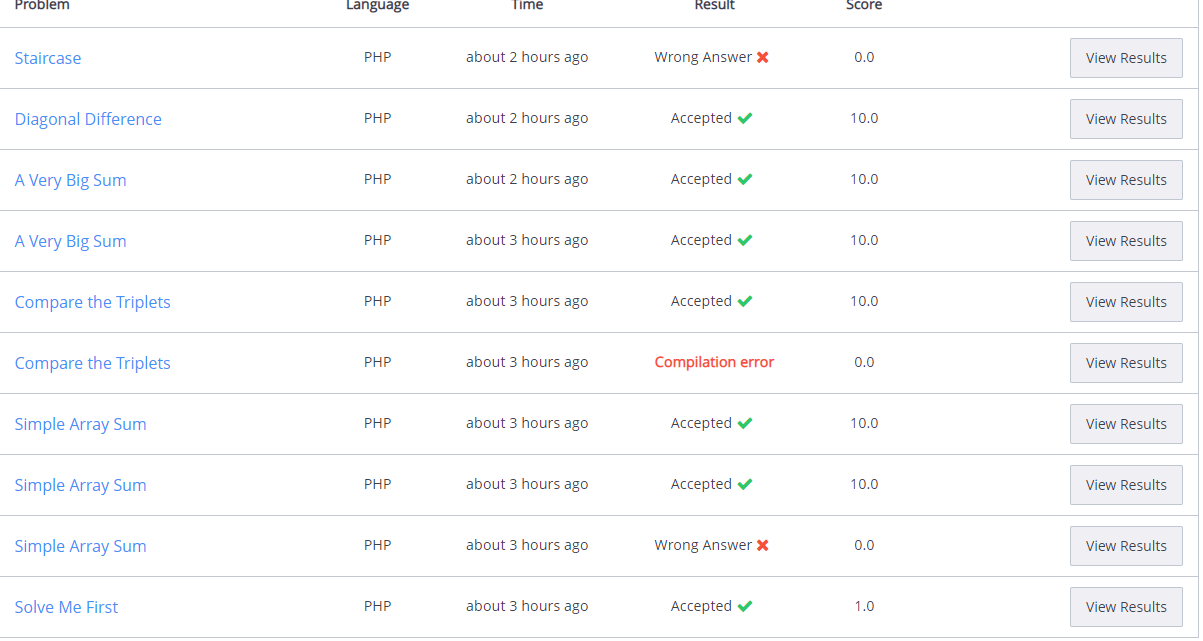 Problem Language Time Result Score
Staircase PHP about 2 hours ago Wrong Answer 0.0 View Results
Diagonal Difference PHP about 2 hours ago Accepted 10.0 View Results
A Very Big Sum PHP about 2 hours ago Accepted 10.0 View Results
A Very Big Sum PHP about 3 hours ago Accepted 10.0 View Results
Compare the Triplets PHP about 3 hours ago Accepted 10.0 View Results
Compare the Triplets PHP about 3 hours ago Compilation error 0.0 View Results
Simple Array Sum PHP about 3 hours ago Accepted 10.0 View Results
Simple Array Sum PHP about 3 hours ago Accepted 10.0 View Results
Simple Array Sum PHP about 3 hours ago Wrong Answer 0.0 View Results
Solve Me First PHP about 3 hours ago Accepted 1.0 View Results